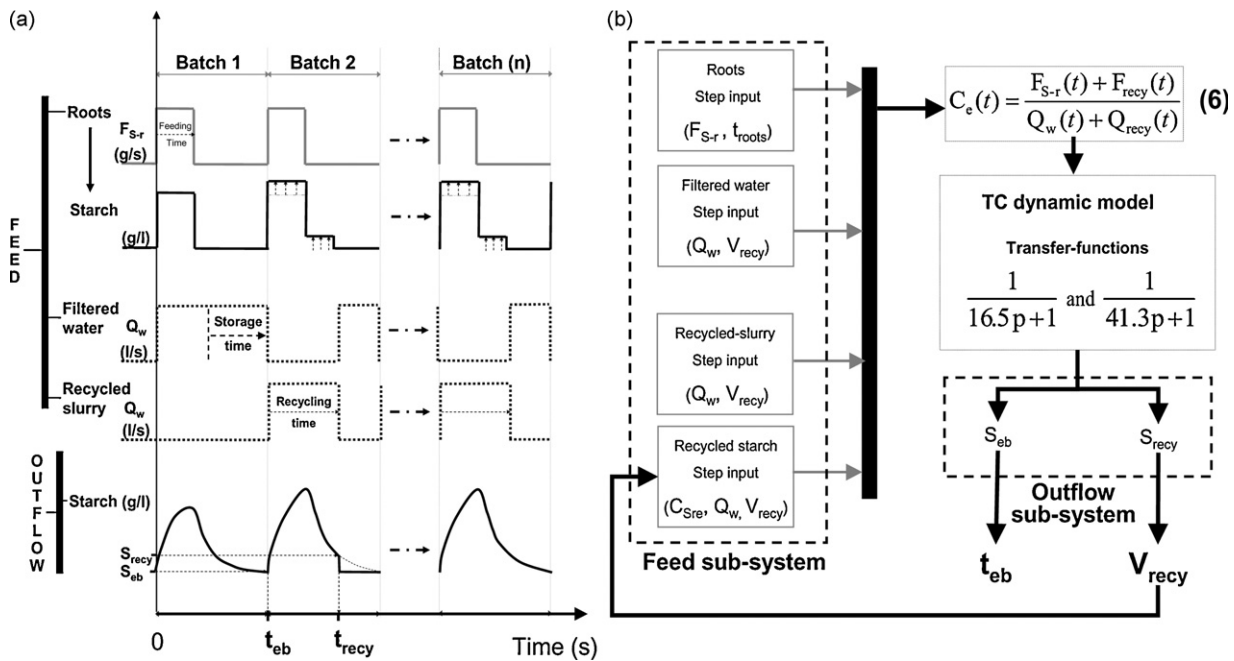 (a)
Batch 1
Batch 2
Batch (n)
FEED
Roots
F_S-r
(g/s)
Feeding
Time
Starch
(g/l)
Filtered
water
Q_w
(l/s)
Storage
time
Recycled
slurry
Q_w
(l/s)
Recycling
time
OUTFLOW
Starch (g/l)
S_recy
S_eb
0
t_eb
t_recy
Time (s)
(b)
Roots
Step input
(F_S-r, t_roots)
Filtered water
Step input
(Q_w, V_recy)
Recycled-slurry
Step input
(Q_w, V_recy)
Recycled starch
Step input
(C_Sre, Q_w, V_recy)
Feed sub-system
C_e(t) = (F_S-r(t) + F_recy(t)) / (Q_w(t) + Q_recy(t))
(6)
TC dynamic model
Transfer-functions
1/(16.5p+1) and 1/(41.3p+1)
S_eb
S_recy
Outflow
sub-system
t_eb
V_recy